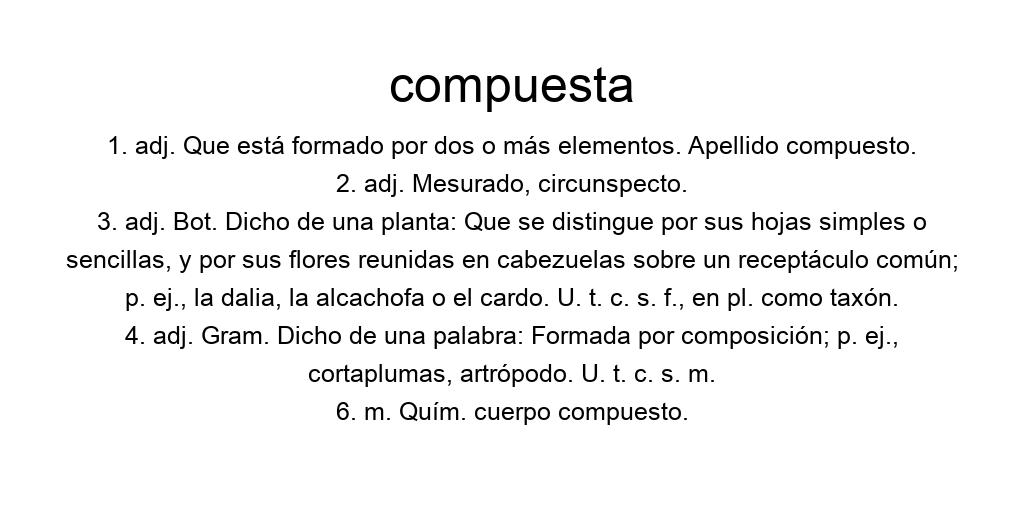 compuesta
1. adj. Que está formado por dos o más elementos. Apellido compuesto.
2. adj. Mesurado, circunspecto.
3. adj. Bot. Dicho de una planta: Que se distingue por sus hojas simples o
sencillas, y por sus flores reunidas en cabezuelas sobre un receptáculo común;
p. ej., la dalia, la alcachofa o el cardo. U. t. c. s. f., en pl. como taxón.
4. adj. Gram. Dicho de una palabra: Formada por composición; p. ej.,
cortaplumas, artrópodo. U. t. c. s. m.
6. m. Quím. cuerpo compuesto.